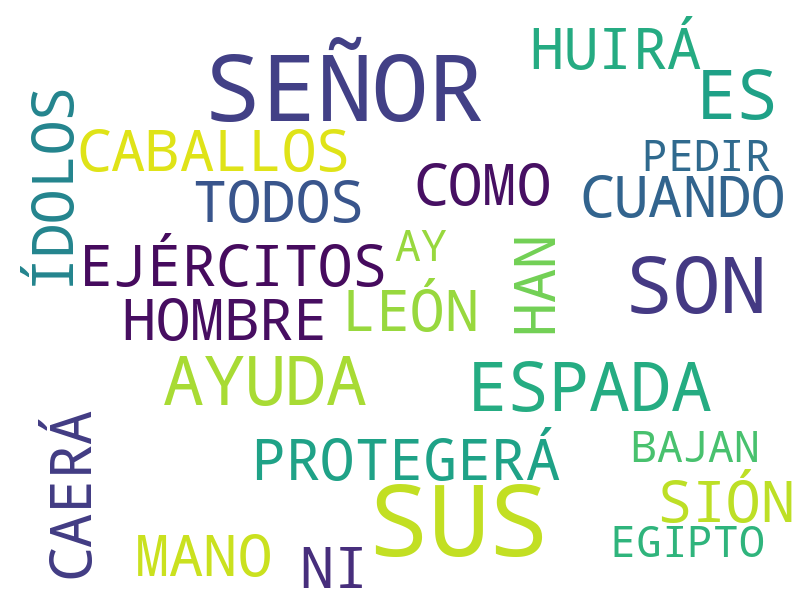 HUIRÁ
SEÑOR
ES
ÍDOLOS
CABALLOS
PEDIR
COMO
TODOS
CUANDO
AY
HAN
EJÉRCITOS
SON
LEÓN
HOMBRE
AYUDA
ESPADA
CAERÁ
PROTEGERÁ
BAJAN
SUS
SIÓN
EGIPTO
MANO
NI